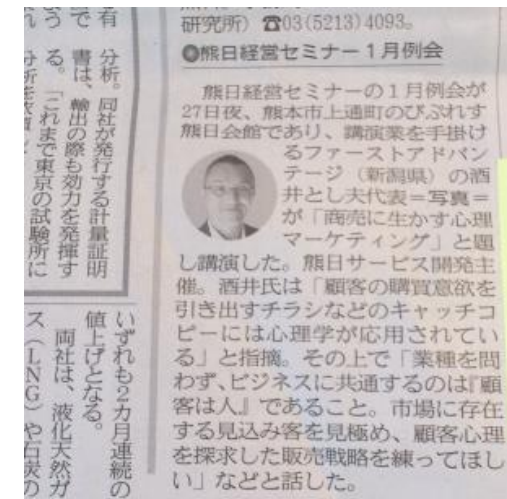 研究所）☎03(5213)4093。
◎熊日経営セミナー１月例会
熊日経営セミナーの１月例会が
27日夜、熊本市上通町のびぷれす
熊日会館であり、講演業を手掛け
るファーストアドバン
テージ（新潟県）の酒
井とし夫代表＝写真＝
が「商売に生かす心理
マーケティング」と題
し講演した。熊日サービス開発主
催。酒井氏は「顧客の購買意欲を
引き出すチラシなどのキャッチコ
ピーには心理学が応用されてい
る」と指摘。その上で「業種を問
わず、ビジネスに共通するのは『顧
客は人』であること。市場に存在
する見込み客を見極め、顧客心理
を探求した販売戦略を練ってほし
い」などと話した。
分析。同社が発行する計量証明
書は、輸出の際も効力を発揮す
る。「これまで東京の試験所に
いずれも2カ月連続の
値上げとなる。
両社は、液化天然ガ
ス（LNG）や石炭の